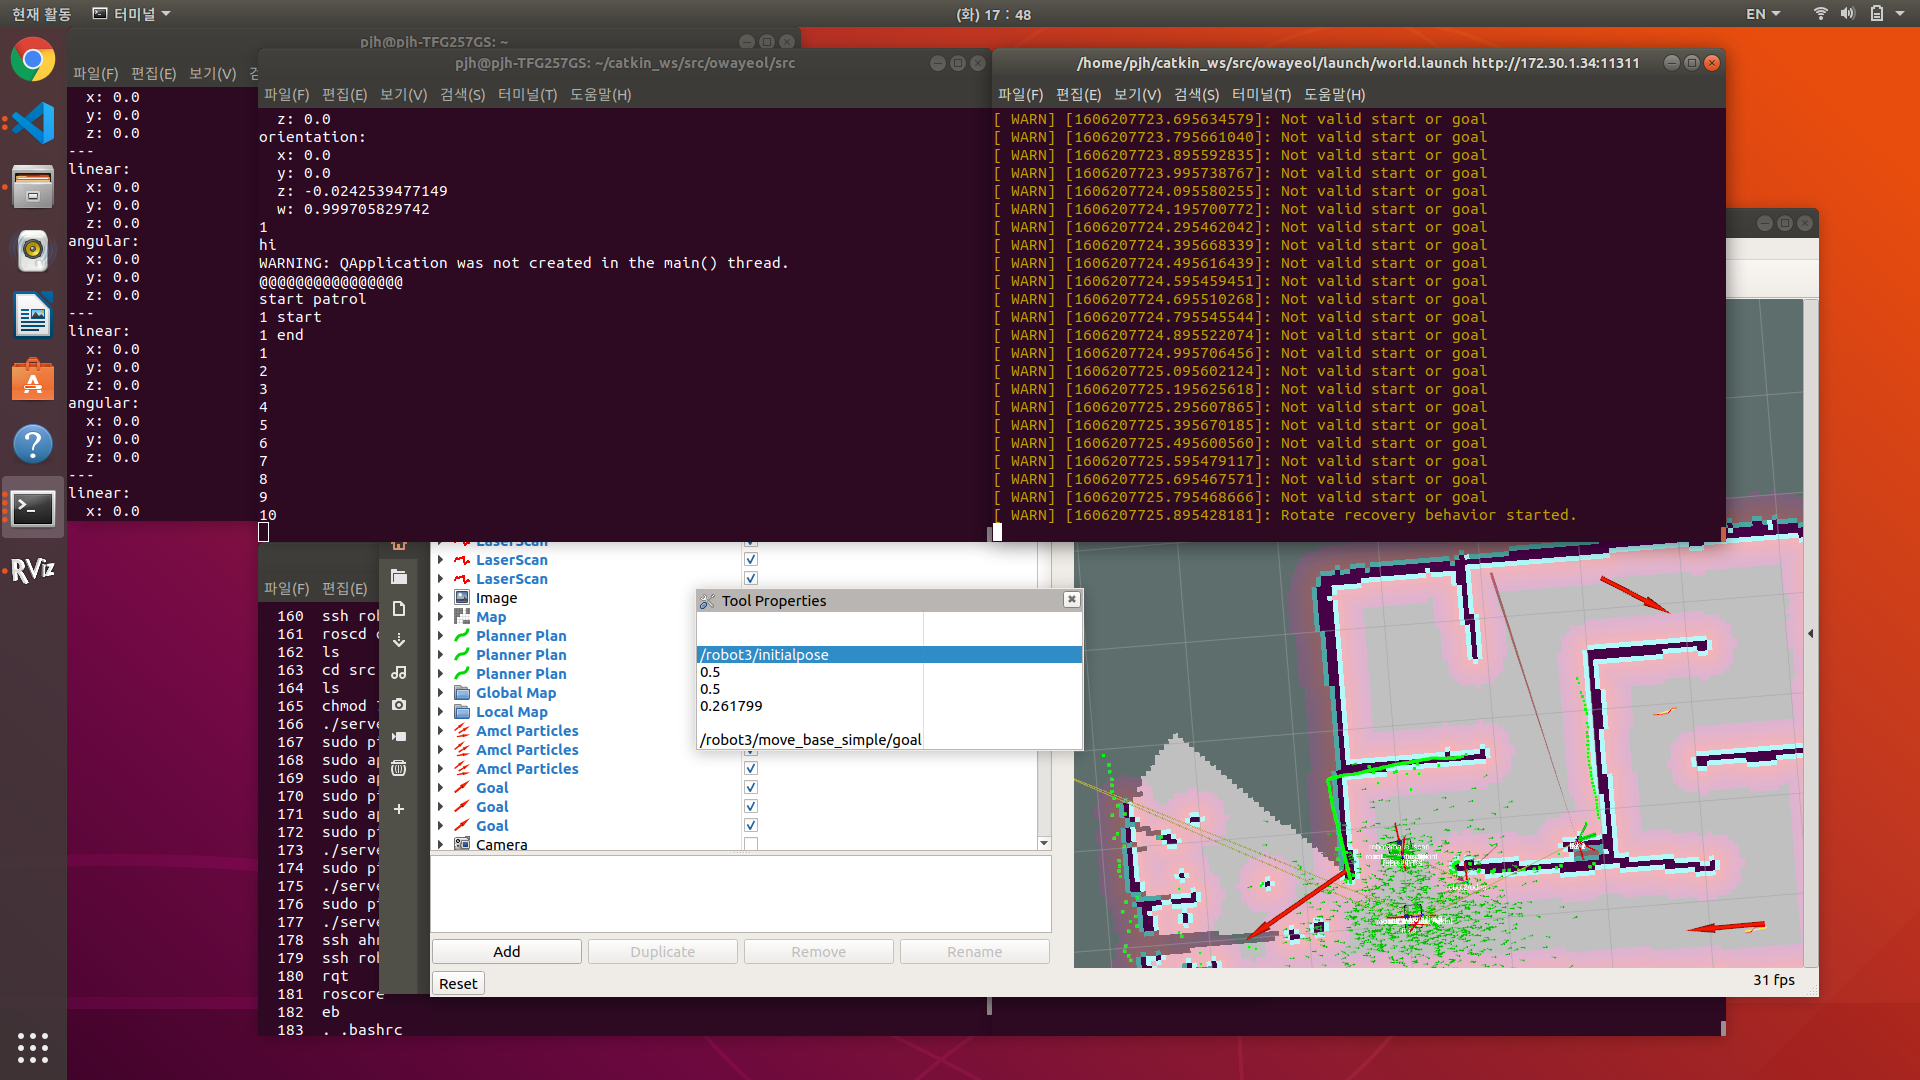 현재 활동
터미널
(화) 17 : 48
EN
pjh@pjh-TFG257GS: ~
파일(F) 편집(E) 보기(V)
x: 0.0
y: 0.0
z: 0.0
---
linear:
x: 0.0
y: 0.0
z: 0.0
angular:
x: 0.0
y: 0.0
z: 0.0
---
linear:
x: 0.0
y: 0.0
z: 0.0
angular:
x: 0.0
y: 0.0
z: 0.0
---
linear:
x: 0.0
pjh@pjh-TFG257GS: ~/catkin_ws/src/owayeol/src
파일(F) 편집(E) 보기(V) 검색(S) 터미널(T) 도움말(H)
z: 0.0
orientation:
x: 0.0
y: 0.0
z: -0.0242539477149
w: 0.999705829742
1
hi
WARNING: QApplication was not created in the main() thread.
@@@@@@@@@@@@@@@@
start patrol
1 start
1 end
1
2
3
4
5
6
7
8
9
10
/home/pjh/catkin_ws/src/owayeol/launch/world.launch http://172.30.1.34:11311
파일(F) 편집(E) 보기(V) 검색(S) 터미널(T) 도움말(H)
[ WARN] [1606207723.695634579]: Not valid start or goal
[ WARN] [1606207723.795661040]: Not valid start or goal
[ WARN] [1606207723.895592835]: Not valid start or goal
[ WARN] [1606207723.995738767]: Not valid start or goal
[ WARN] [1606207724.095580255]: Not valid start or goal
[ WARN] [1606207724.195700772]: Not valid start or goal
[ WARN] [1606207724.295462042]: Not valid start or goal
[ WARN] [1606207724.395668339]: Not valid start or goal
[ WARN] [1606207724.495616439]: Not valid start or goal
[ WARN] [1606207724.595459451]: Not valid start or goal
[ WARN] [1606207724.695510268]: Not valid start or goal
[ WARN] [1606207724.795545544]: Not valid start or goal
[ WARN] [1606207724.895522074]: Not valid start or goal
[ WARN] [1606207724.995706456]: Not valid start or goal
[ WARN] [1606207725.095602124]: Not valid start or goal
[ WARN] [1606207725.195625618]: Not valid start or goal
[ WARN] [1606207725.295607865]: Not valid start or goal
[ WARN] [1606207725.395670185]: Not valid start or goal
[ WARN] [1606207725.495600560]: Not valid start or goal
[ WARN] [1606207725.595479117]: Not valid start or goal
[ WARN] [1606207725.695467571]: Not valid start or goal
[ WARN] [1606207725.795468666]: Not valid start or goal
[ WARN] [1606207725.895428181]: Rotate recovery behavior started.
RViz
파일(F) 편집(E)
160 ssh rob
161 roscd
162 ls
163 cd src
164 ls
165 chmod
166 ./serve
167 sudo
168 sudo ap
169 sudo ap
170 sudo
171 sudo ap
172 sudo
173 ./serve
174 sudo
175 ./serve
176 sudo
177 ./serve
178 ssh ahr
179 ssh rob
180 rqt
181 roscore
182 eb
183 . .bashrc
LaserScan
LaserScan
LaserScan
Image
Map
Planner Plan
Planner Plan
Planner Plan
Global Map
Local Map
Amcl Particles
Amcl Particles
Amcl Particles
Goal
Goal
Goal
Camera
Tool Properties
/robot3/initialpose
0.5
0.5
0.261799
/robot3/move_base_simple/goal
Add
Duplicate
Remove
Rename
Reset
31 fps